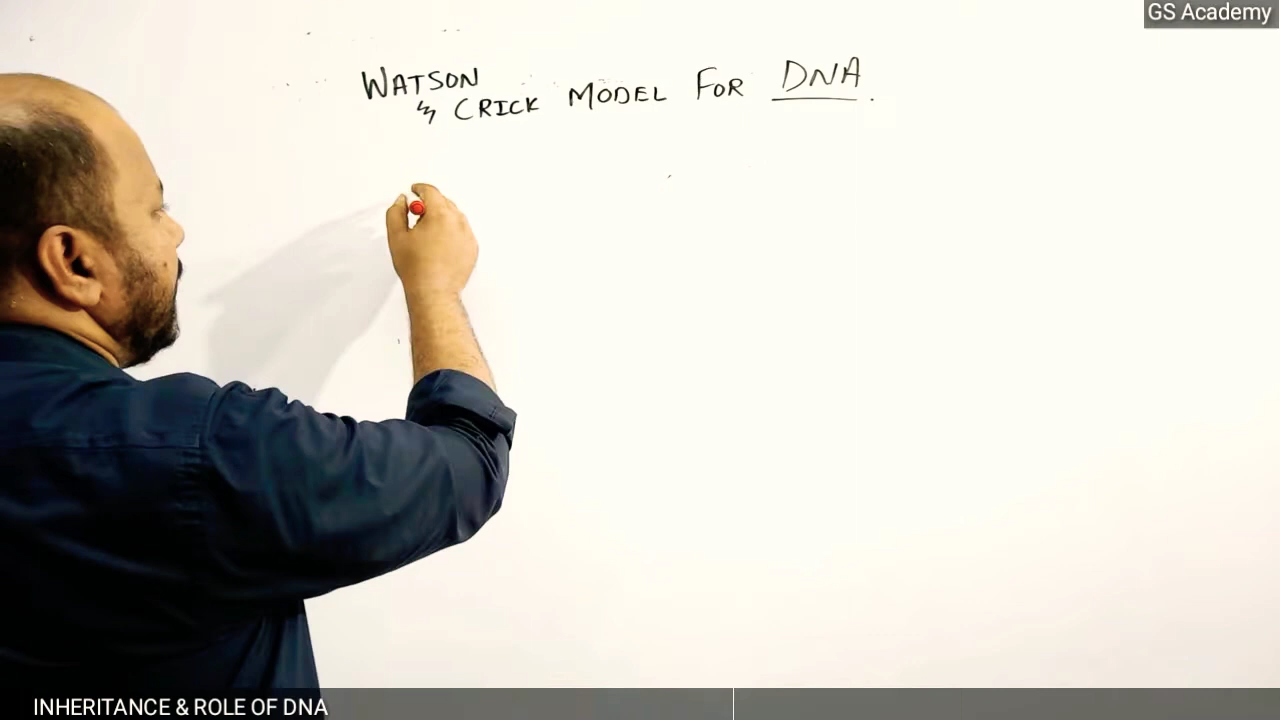 GS Academy
WATSON
& CRICK MODEL FOR DNA.
INHERITANCE & ROLE OF DNA